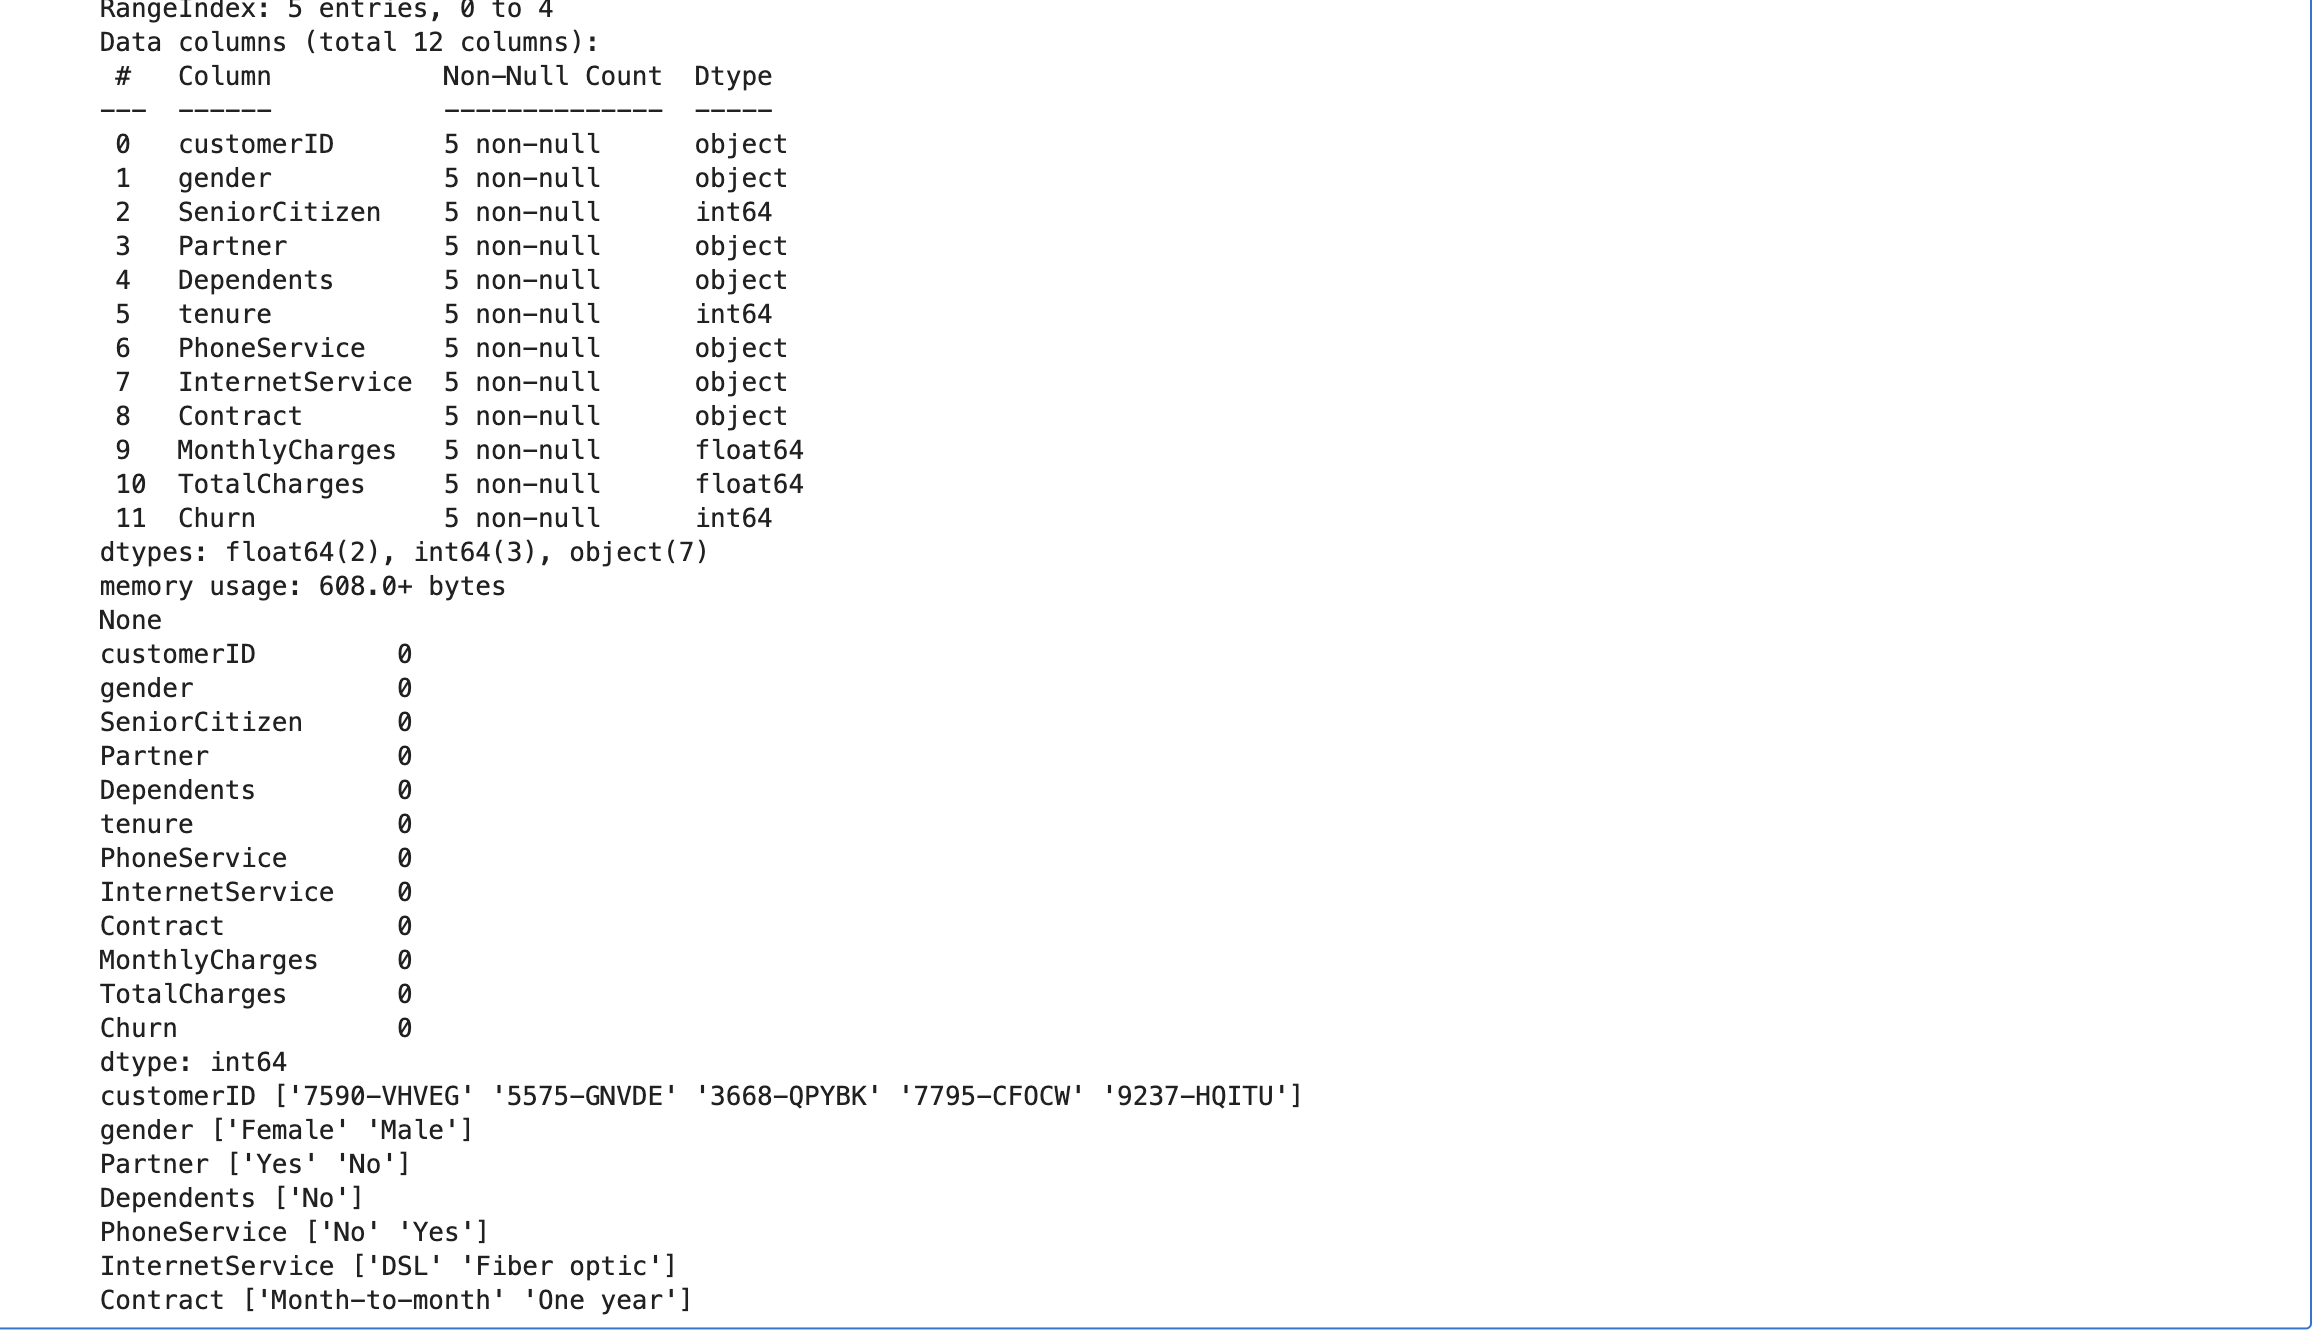 RangeIndex: 5 entries, 0 to 4
Data columns (total 12 columns):
 #   Column           Non-Null Count  Dtype
---  ------           --------------  -----
 0   customerID       5 non-null      object
 1   gender           5 non-null      object
 2   SeniorCitizen    5 non-null      int64
 3   Partner          5 non-null      object
 4   Dependents       5 non-null      object
 5   tenure           5 non-null      int64
 6   PhoneService     5 non-null      object
 7   InternetService  5 non-null      object
 8   Contract         5 non-null      object
 9   MonthlyCharges   5 non-null      float64
 10  TotalCharges     5 non-null      float64
 11  Churn            5 non-null      int64
dtypes: float64(2), int64(3), object(7)
memory usage: 608.0+ bytes
None
customerID         0
gender             0
SeniorCitizen      0
Partner            0
Dependents         0
tenure             0
PhoneService       0
InternetService    0
Contract           0
MonthlyCharges     0
TotalCharges       0
Churn              0
dtype: int64
customerID ['7590-VHVEG' '5575-GNVDE' '3668-QPYBK' '7795-CFOCW' '9237-HQITU']
gender ['Female' 'Male']
Partner ['Yes' 'No']
Dependents ['No']
PhoneService ['No' 'Yes']
InternetService ['DSL' 'Fiber optic']
Contract ['Month-to-month' 'One year']